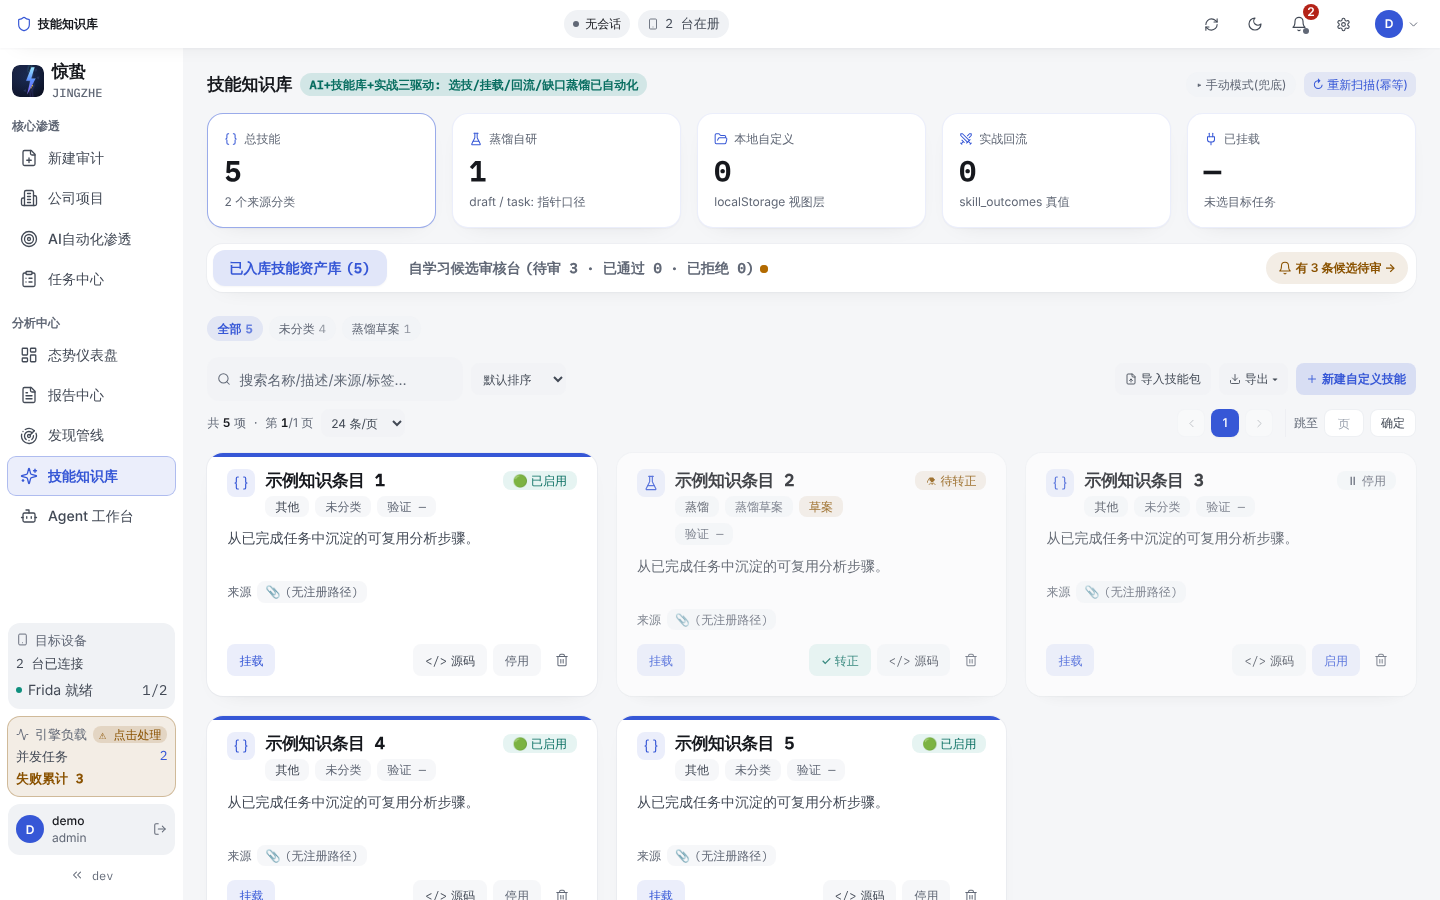 技能知识库
无会话
2 台在册
2
D
惊蛰
JINGZHE
核心渗透
新建审计
公司项目
AI自动化渗透
任务中心
分析中心
态势仪表盘
报告中心
发现管线
技能知识库
Agent 工作台
目标设备
2 台已连接
Frida 就绪 1/2
引擎负载 ⚠ 点击处理
并发任务 2
失败累计 3
D
demo
admin
« dev
技能知识库
AI+技能库+实战三驱动: 选技/挂载/回流/缺口蒸馏已自动化
‣ 手动模式(兜底)
重新扫描(幂等)
总技能
5
2 个来源分类
蒸馏自研
1
draft / task: 指针口径
本地自定义
0
localStorage 视图层
实战回流
0
skill_outcomes 真值
已挂载
—
未选目标任务
已入库技能资产库 (5)
自学习候选审核台 (待审 3 · 已通过 0 · 已拒绝 0)
有 3 条候选待审 →
全部 5
未分类 4
蒸馏草案 1
搜索名称/描述/来源/标签...
默认排序
导入技能包
导出 ▾
+ 新建自定义技能
共 5 项 · 第 1/1 页
24 条/页
‹ 1 ›
跳至 页 确定
示例知识条目 1
已启用
其他 未分类 验证 —
从已完成任务中沉淀的可复用分析步骤。
来源 📎 (无注册路径)
挂载 </> 源码 停用
示例知识条目 2
⚗ 待转正
蒸馏 蒸馏草案 草案
验证 —
从已完成任务中沉淀的可复用分析步骤。
来源 📎 (无注册路径)
挂载 ✓ 转正 </> 源码
示例知识条目 3
⏸ 停用
其他 未分类 验证 —
从已完成任务中沉淀的可复用分析步骤。
来源 📎 (无注册路径)
挂载 </> 源码 启用
示例知识条目 4
已启用
其他 未分类 验证 —
从已完成任务中沉淀的可复用分析步骤。
来源 📎 (无注册路径)
挂载 </> 源码 停用
示例知识条目 5
已启用
其他 未分类 验证 —
从已完成任务中沉淀的可复用分析步骤。
来源 📎 (无注册路径)
挂载 </> 源码 停用